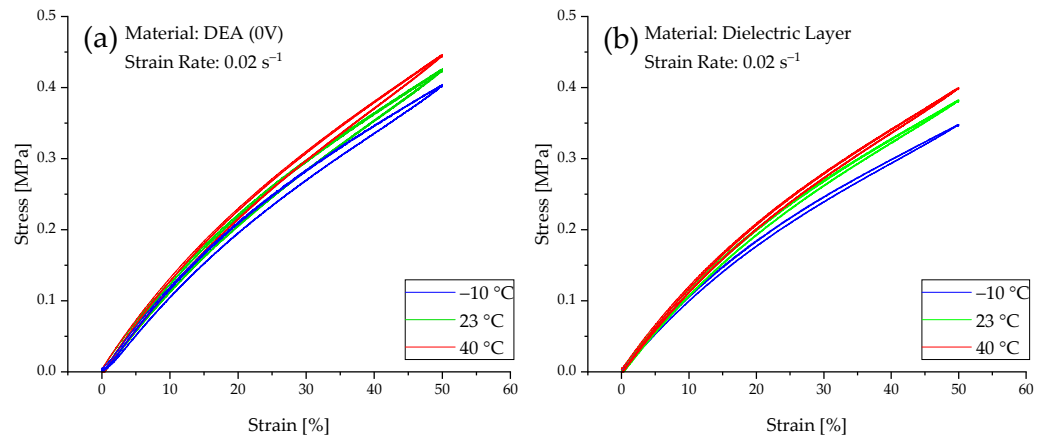 (a) Material: DEA (0V)
Strain Rate: 0.02 s⁻¹
Stress [MPa]
0.5
0.4
0.3
0.2
0.1
0.0
0 10 20 30 40 50 60
Strain [%]
−10 °C
23 °C
40 °C
(b) Material: Dielectric Layer
Strain Rate: 0.02 s⁻¹
Stress [MPa]
0.5
0.4
0.3
0.2
0.1
0.0
0 10 20 30 40 50 60
Strain [%]
−10 °C
23 °C
40 °C